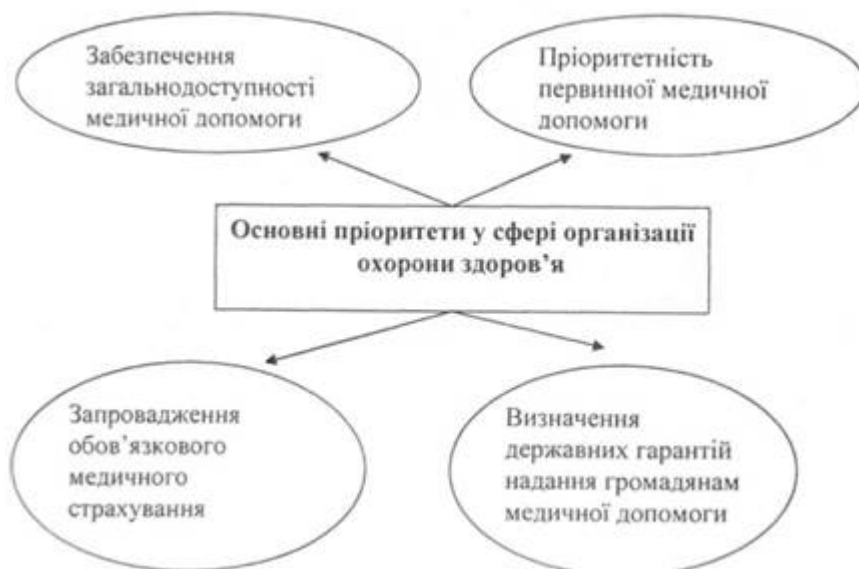 Забезпечення
загальнодоступності
медичної допомоги
Пріоритетність
первинної медичної
допомоги
Основні пріоритети у сфері організації
охорони здоров’я
Запровадження
обов’язкового
медичного
страхування
Визначення
державних гарантій
надання громадянам
медичної допомоги